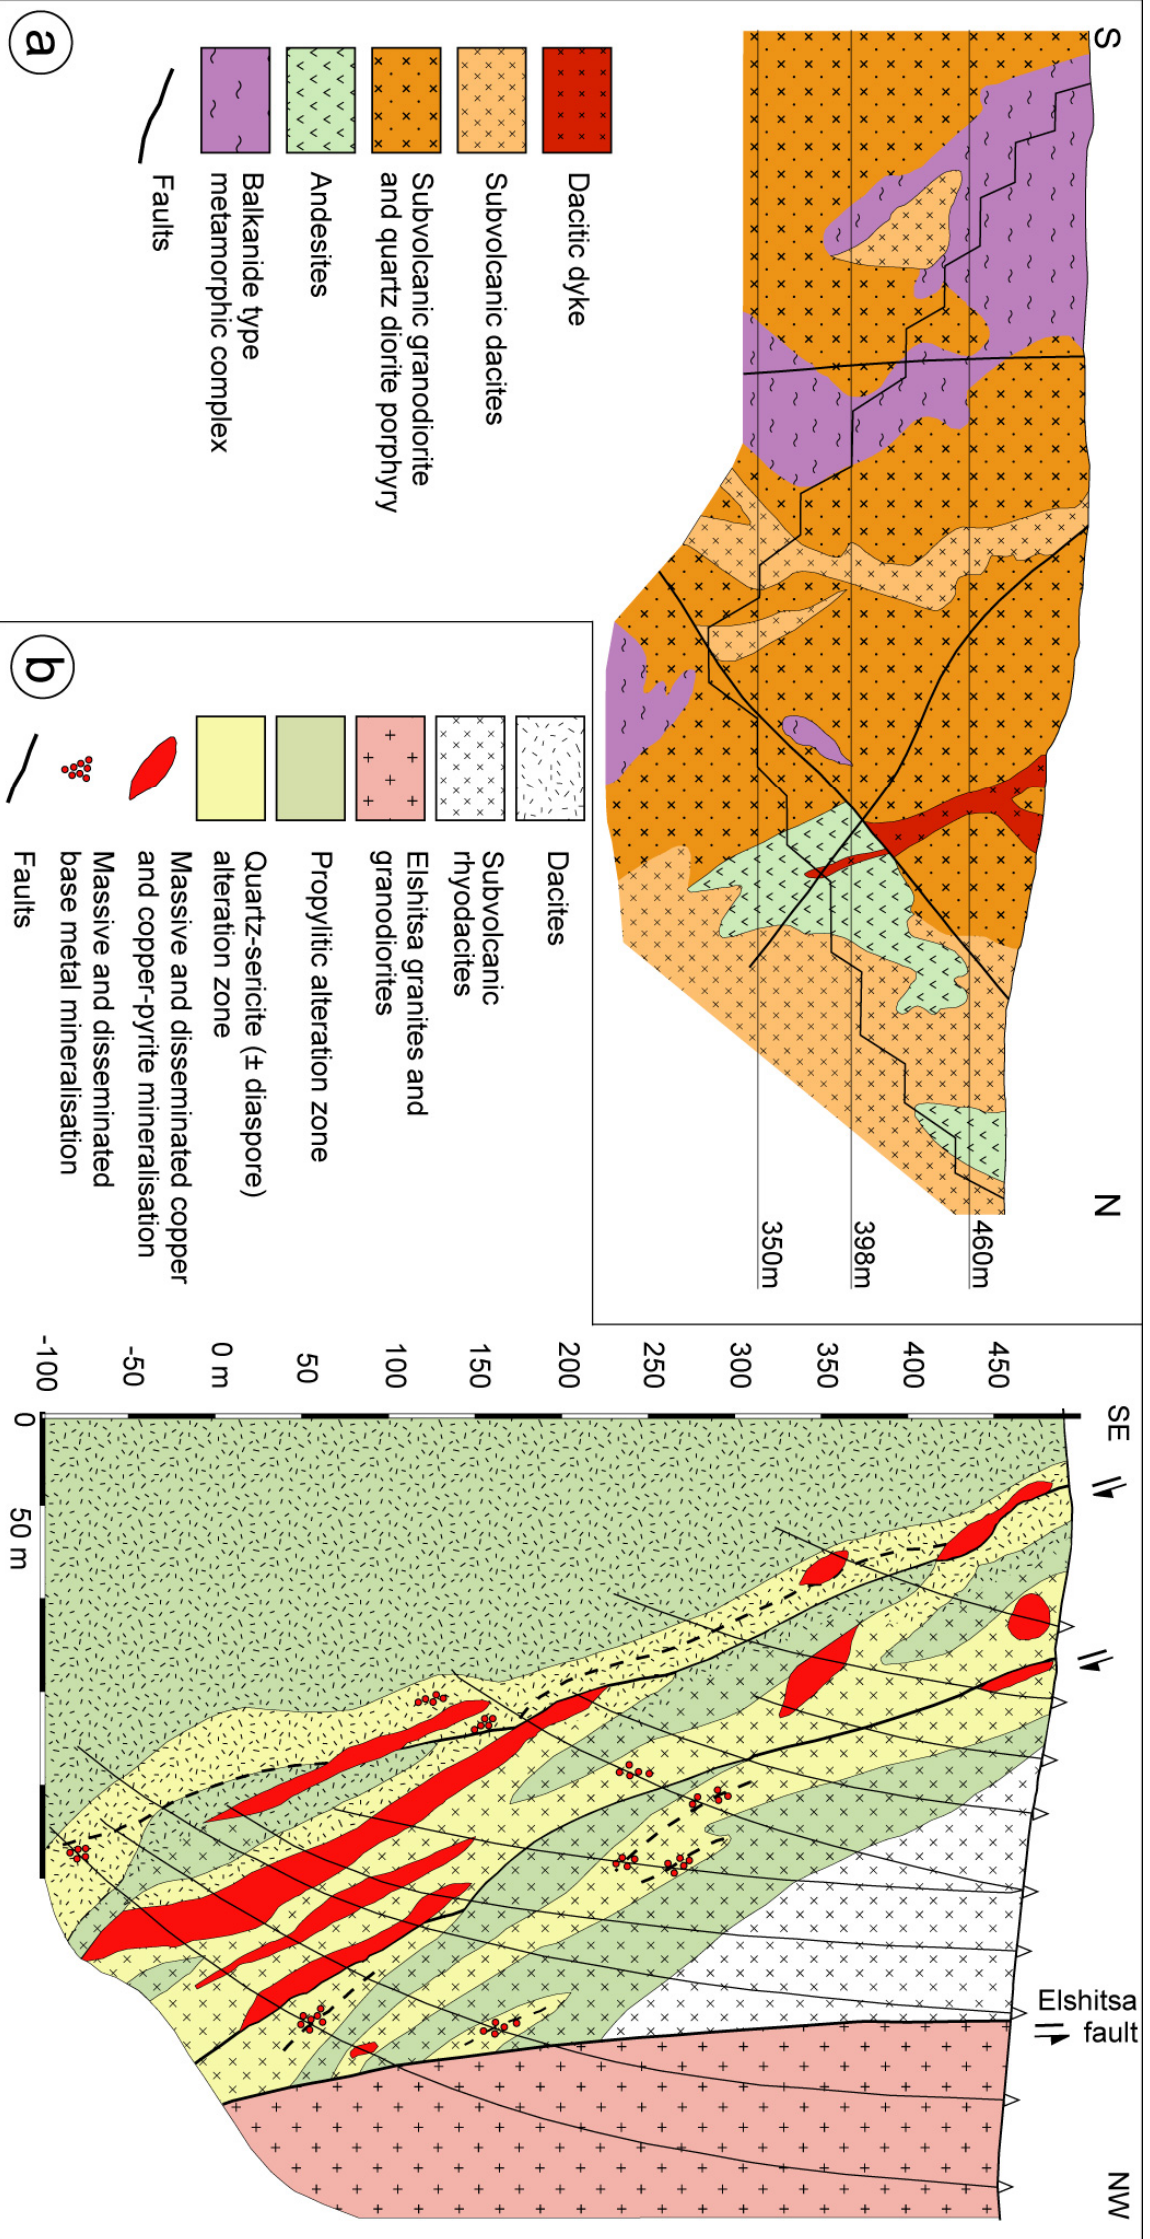 a
S
N
460m
398m
350m
Dacitic dyke
Subvolcanic dacites
Subvolcanic granodiorite
and quartz diorite porphyry
Andesites
Balkanide type
metamorphic complex
Faults
b
Dacites
Subvolcanic
rhyodacites
Elshitsa granites and
granodiorites
Propylitic alteration zone
Quartz-sericite (± diaspore)
alteration zone
Massive and disseminated copper
and copper-pyrite mineralisation
Massive and disseminated
base metal mineralisation
Faults
SE
NW
Elshitsa
fault
450
400
350
300
250
200
150
100
50
0 m
-50
-100
0
50 m